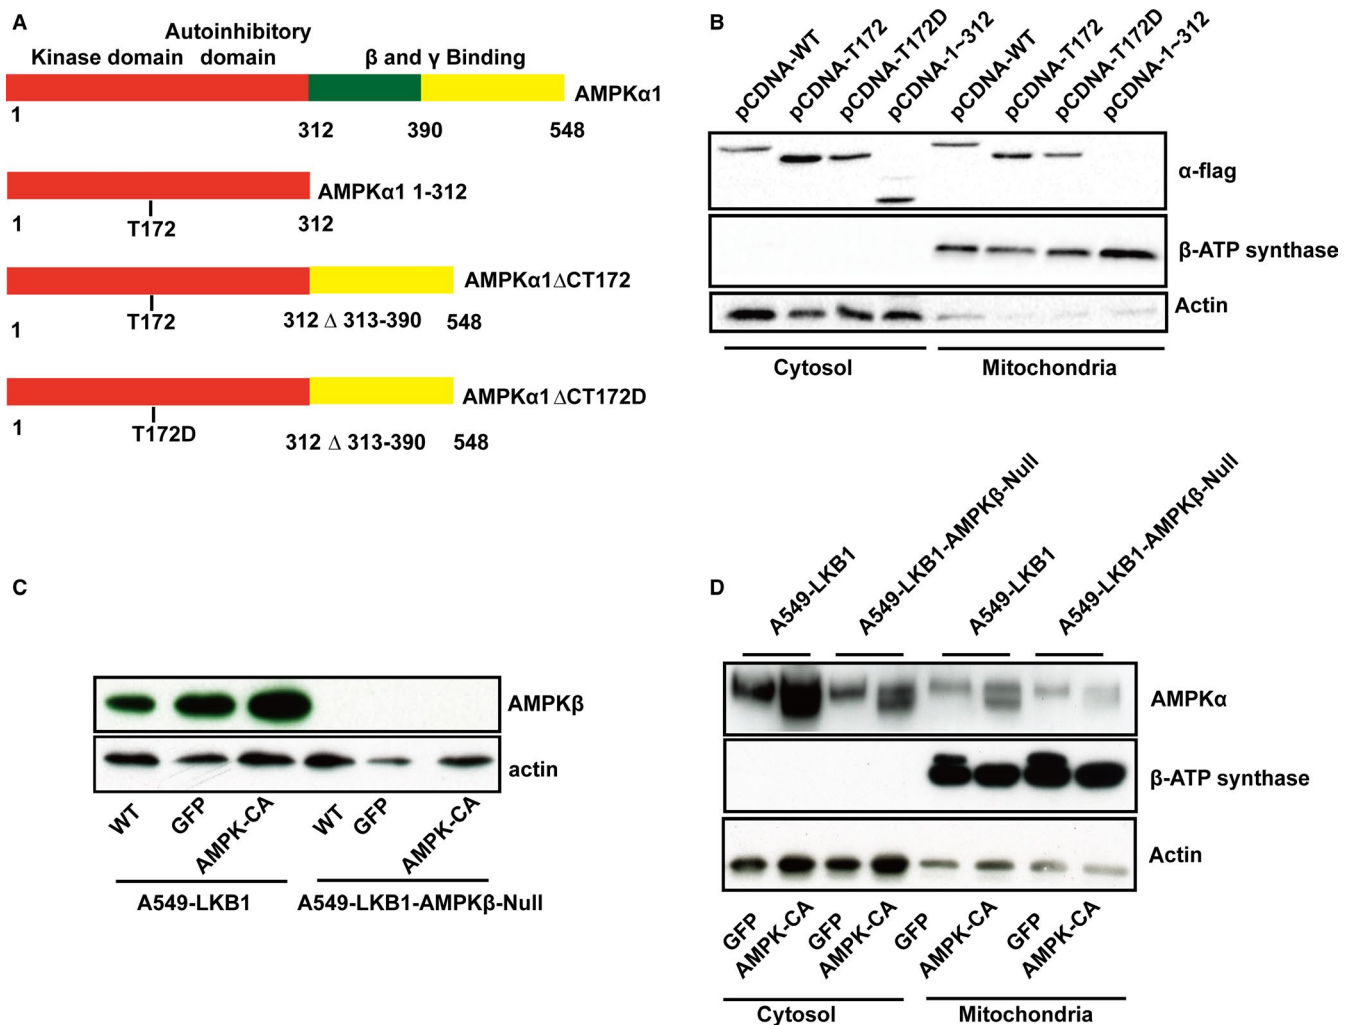 A
Autoinhibitory
Kinase domain domain β and γ Binding
AMPKα1
1 312 390 548
AMPKα1 1-312
1 T172 312
AMPKα1ΔCT172
1 T172 312 Δ 313-390 548
AMPKα1ΔCT172D
1 T172D 312 Δ 313-390 548
B
pCDNA-WT pCDNA-T172 pCDNA-T172D pCDNA-1~312 pCDNA-WT pCDNA-T172 pCDNA-T172D pCDNA-1~312
α-flag
β-ATP synthase
Actin
Cytosol Mitochondria
C
AMPKβ
actin
WT GFP AMPK-CA WT GFP AMPK-CA
A549-LKB1 A549-LKB1-AMPKβ-Null
D
A549-LKB1 A549-LKB1-AMPKβ-Null A549-LKB1 A549-LKB1-AMPKβ-Null
AMPKα
β-ATP synthase
Actin
GFP AMPK-CA GFP AMPK-CA GFP AMPK-CA GFP AMPK-CA
Cytosol Mitochondria